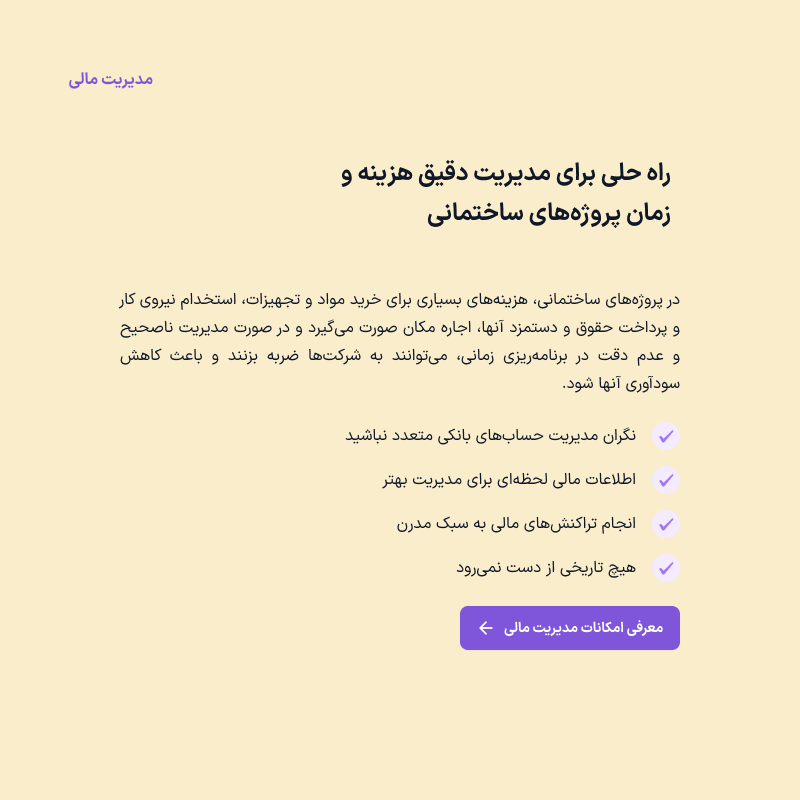 مدیریت مالی
راه حلی برای مدیریت دقیق هزینه و
زمان پروژه‌های ساختمانی
در پروژه‌های ساختمانی، هزینه‌های بسیاری برای خرید مواد و تجهیزات، استخدام نیروی کار
و پرداخت حقوق و دستمزد آنها، اجاره مکان صورت می‌گیرد و در صورت مدیریت ناصحیح
و عدم دقت در برنامه‌ریزی زمانی، می‌توانند به شرکت‌ها ضربه بزنند و باعث کاهش
سودآوری آنها شود.
نگران مدیریت حساب‌های بانکی متعدد نباشید
اطلاعات مالی لحظه‌ای برای مدیریت بهتر
انجام تراکنش‌های مالی به سبک مدرن
هیچ تاریخی از دست نمی‌رود
معرفی امکانات مدیریت مالی